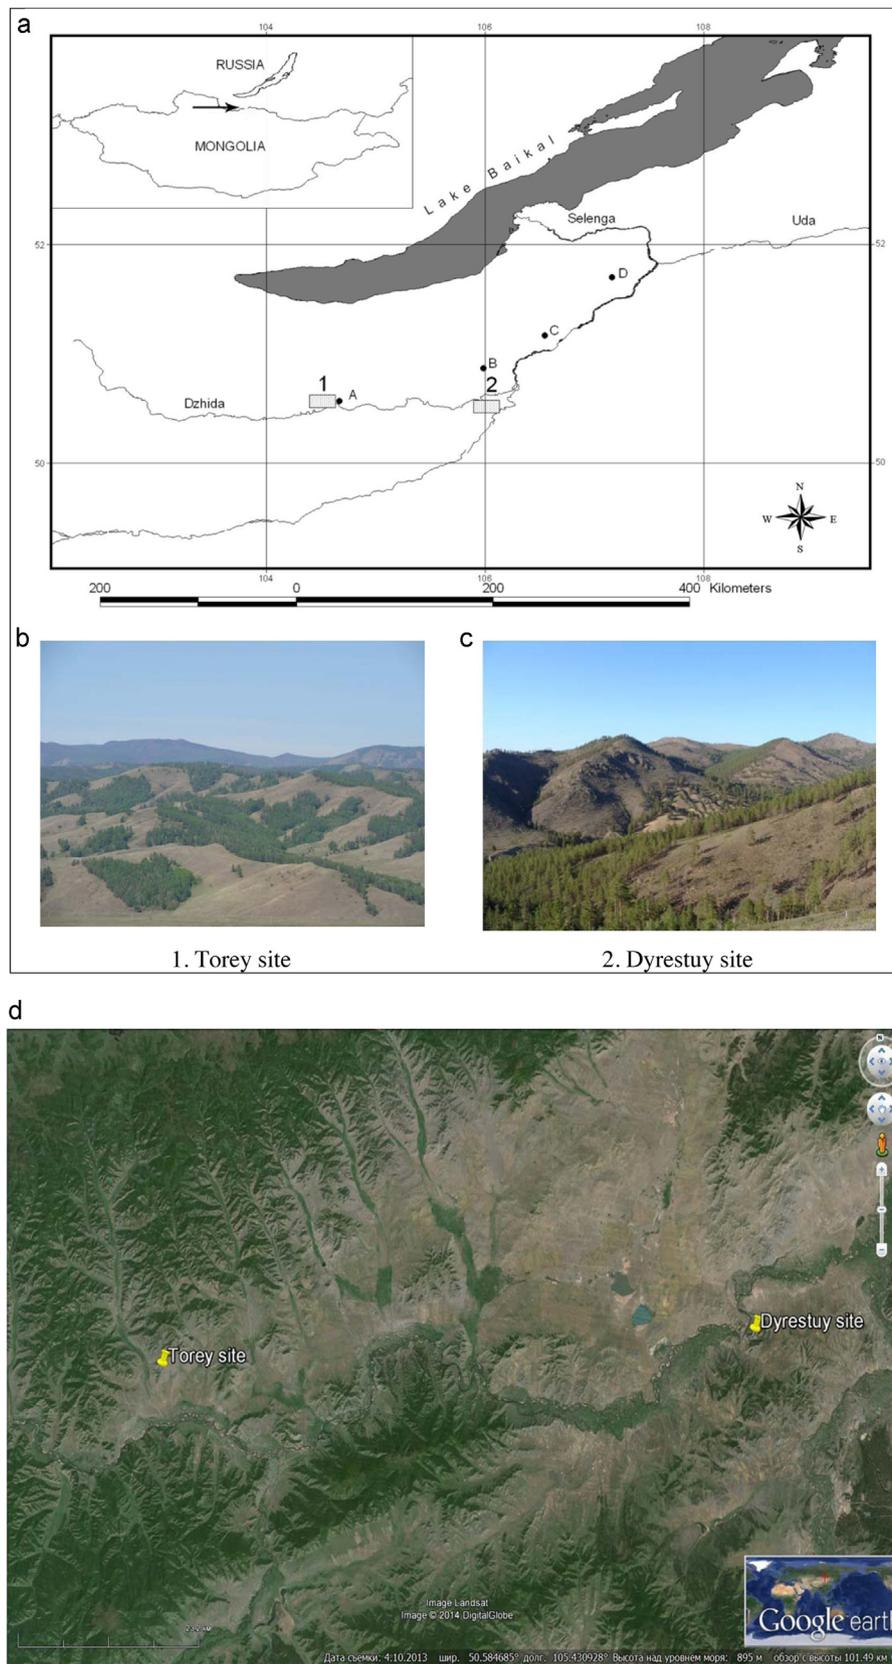 a
104
106
108
RUSSIA
MONGOLIA
Lake Baikal
Selenga
Uda
52
52
D
C
B
1
A
2
Dzhida
50
50
N
W
E
S
104
106
108
200
0
200
400
Kilometers
b
c
1. Torey site
2. Dyrestuy site
d
N
Dyrestuy site
Torey site
Image Landsat
Image © 2014 DigitalGlobe
Google earth
Дата съемки: 4.10.2013 шир. 50.584685° долг. 105.430928° Высота над уровнем моря: 895 м обзор с высоты 101.49 км